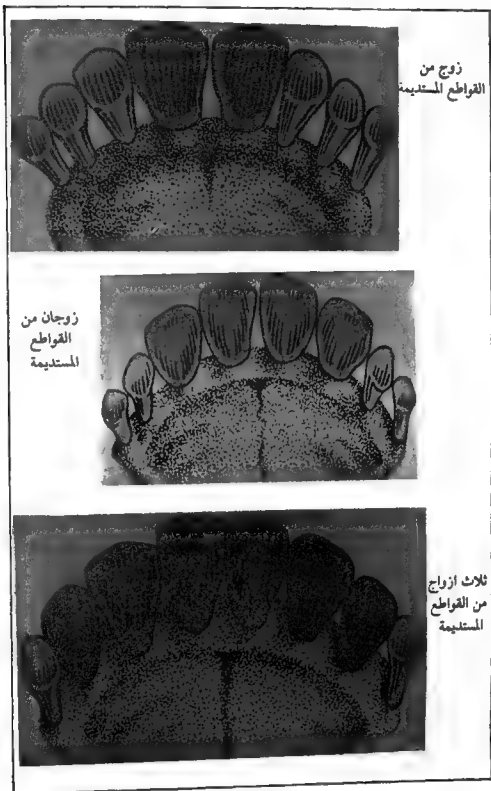 زوج من
القواطع المستديمة
زوجان من
القواطع
المستديمة
ثلاث ازواج
من القواطع
المستديمة